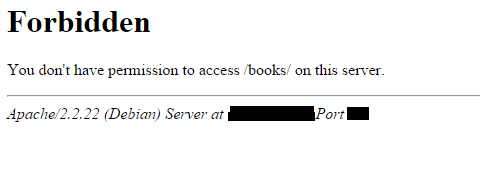 Forbidden
You don't have permission to access /books/ on this server.
Apache/2.2.22 (Debian) Server at Port